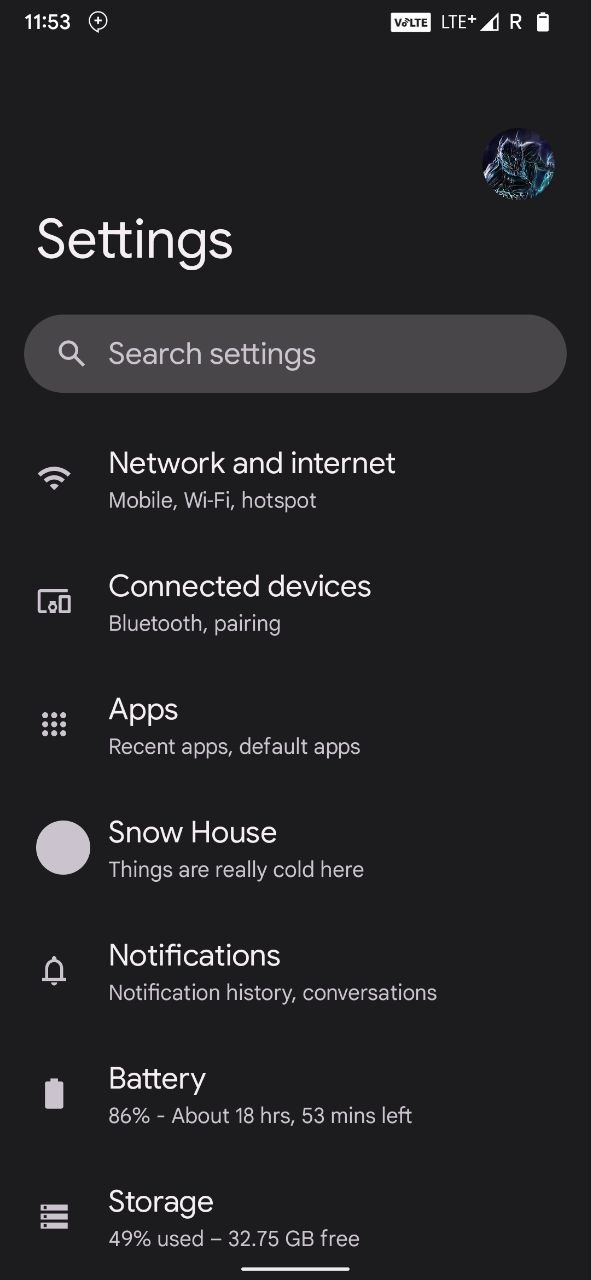 11:53 VoLTE LTE+ R
Settings
Search settings
Network and internet
Mobile, Wi-Fi, hotspot
Connected devices
Bluetooth, pairing
Apps
Recent apps, default apps
Snow House
Things are really cold here
Notifications
Notification history, conversations
Battery
86% - About 18 hrs, 53 mins left
Storage
49% used – 32.75 GB free